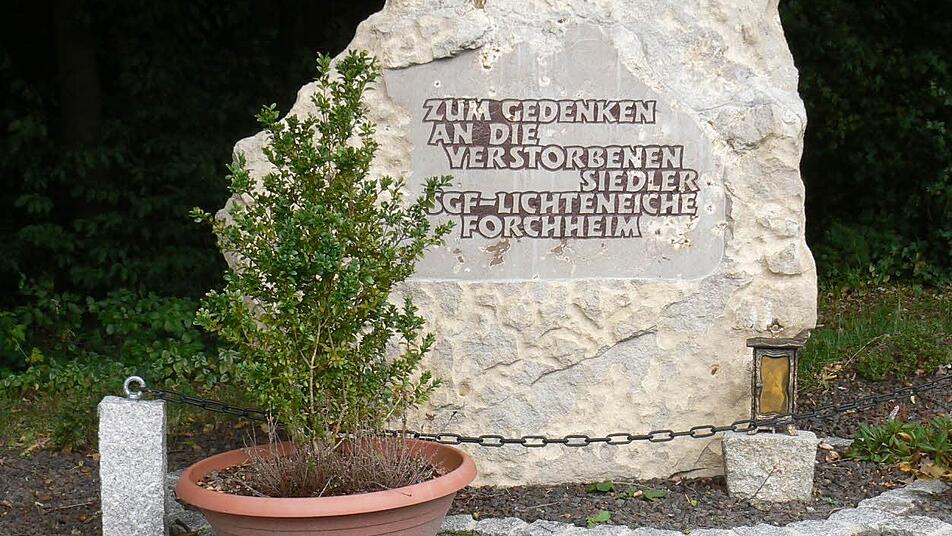 ZUM GEDENKEN
AN DIE
VERSTORBENEN
SIEDLER
SGF-LICHTENEICHE
FORCHHEIM